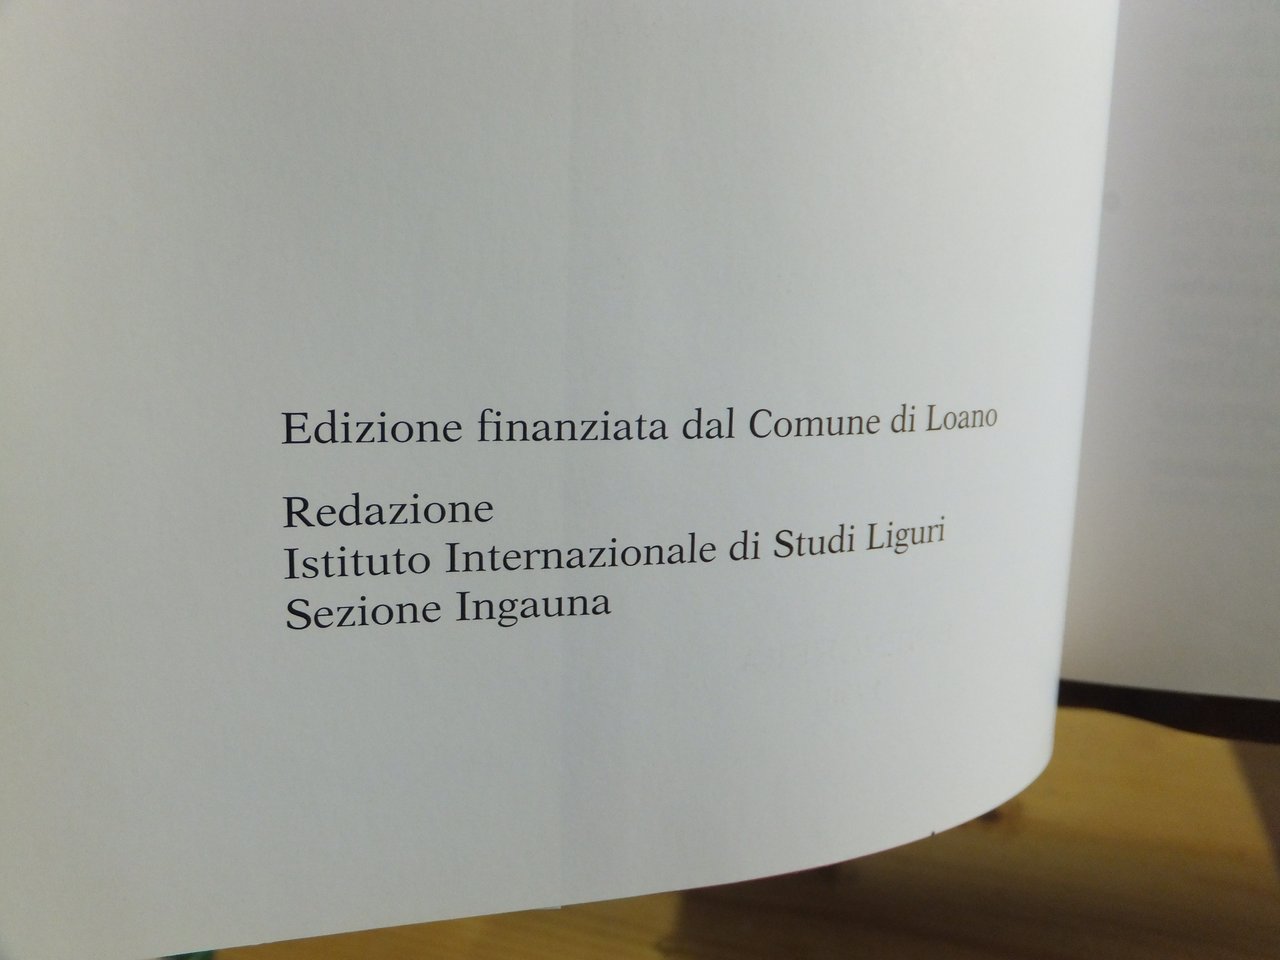 Edizione finanziata dal Comune di Loano
Redazione
Istituto Internazionale di Studi Liguri
Sezione Ingauna